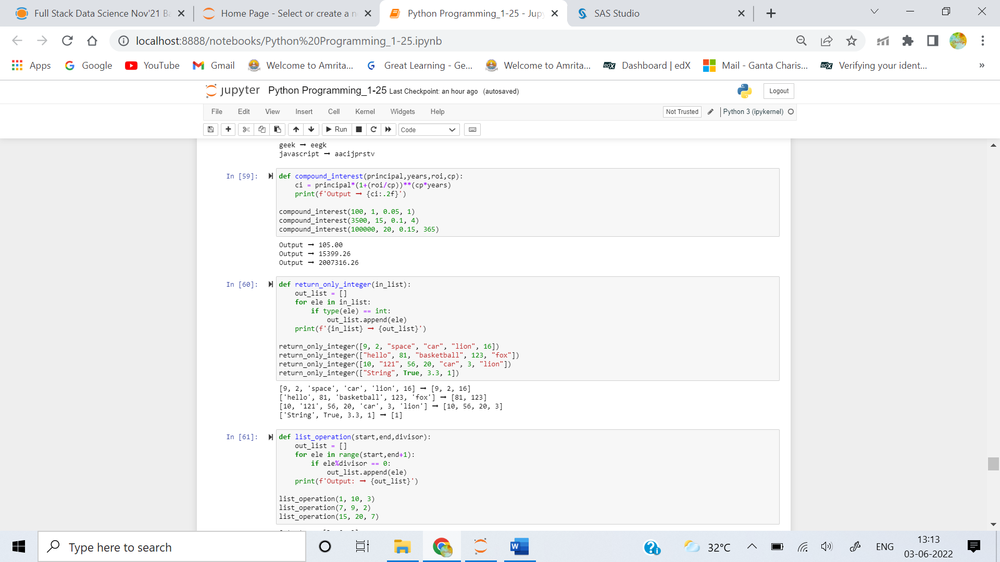 Full Stack Data Science Nov'21 Ba
Home Page - Select or create a n
Python Programming_1-25 - Jupy
SAS Studio
localhost:8888/notebooks/Python%20Programming_1-25.ipynb
Apps Google YouTube Gmail Welcome to Amrita... Great Learning - Ge... Welcome to Amrita... Dashboard | edX Mail - Ganta Charis... Verifying your ident... »
jupyter Python Programming_1-25 Last Checkpoint: an hour ago (autosaved) Logout
File Edit View Insert Cell Kernel Widgets Help Not Trusted Python 3 (ipykernel)
Run Code
geek → eegk
javascript → aacijprstv
In [59]: def compound_interest(principal,years,roi,cp):
    ci = principal*(1+(roi/cp))**(cp*years)
    print(f'Output → {ci:.2f}')
compound_interest(100, 1, 0.05, 1)
compound_interest(3500, 15, 0.1, 4)
compound_interest(100000, 20, 0.15, 365)
Output → 105.00
Output → 15399.26
Output → 2007316.26
In [60]: def return_only_integer(in_list):
    out_list = []
    for ele in in_list:
        if type(ele) == int:
            out_list.append(ele)
    print(f'{in_list} → {out_list}')
return_only_integer([9, 2, "space", "car", "lion", 16])
return_only_integer(["hello", 81, "basketball", 123, "fox"])
return_only_integer([10, "121", 56, 20, "car", 3, "lion"])
return_only_integer(["String", True, 3.3, 1])
[9, 2, 'space', 'car', 'lion', 16] → [9, 2, 16]
['hello', 81, 'basketball', 123, 'fox'] → [81, 123]
[10, '121', 56, 20, 'car', 3, 'lion'] → [10, 56, 20, 3]
['String', True, 3.3, 1] → [1]
In [61]: def list_operation(start,end,divisor):
    out_list = []
    for ele in range(start,end+1):
        if ele%divisor == 0:
            out_list.append(ele)
    print(f'Output: → {out_list}')
list_operation(1, 10, 3)
list_operation(7, 9, 2)
list_operation(15, 20, 7)
Type here to search
32°C
ENG
13:13
03-06-2022